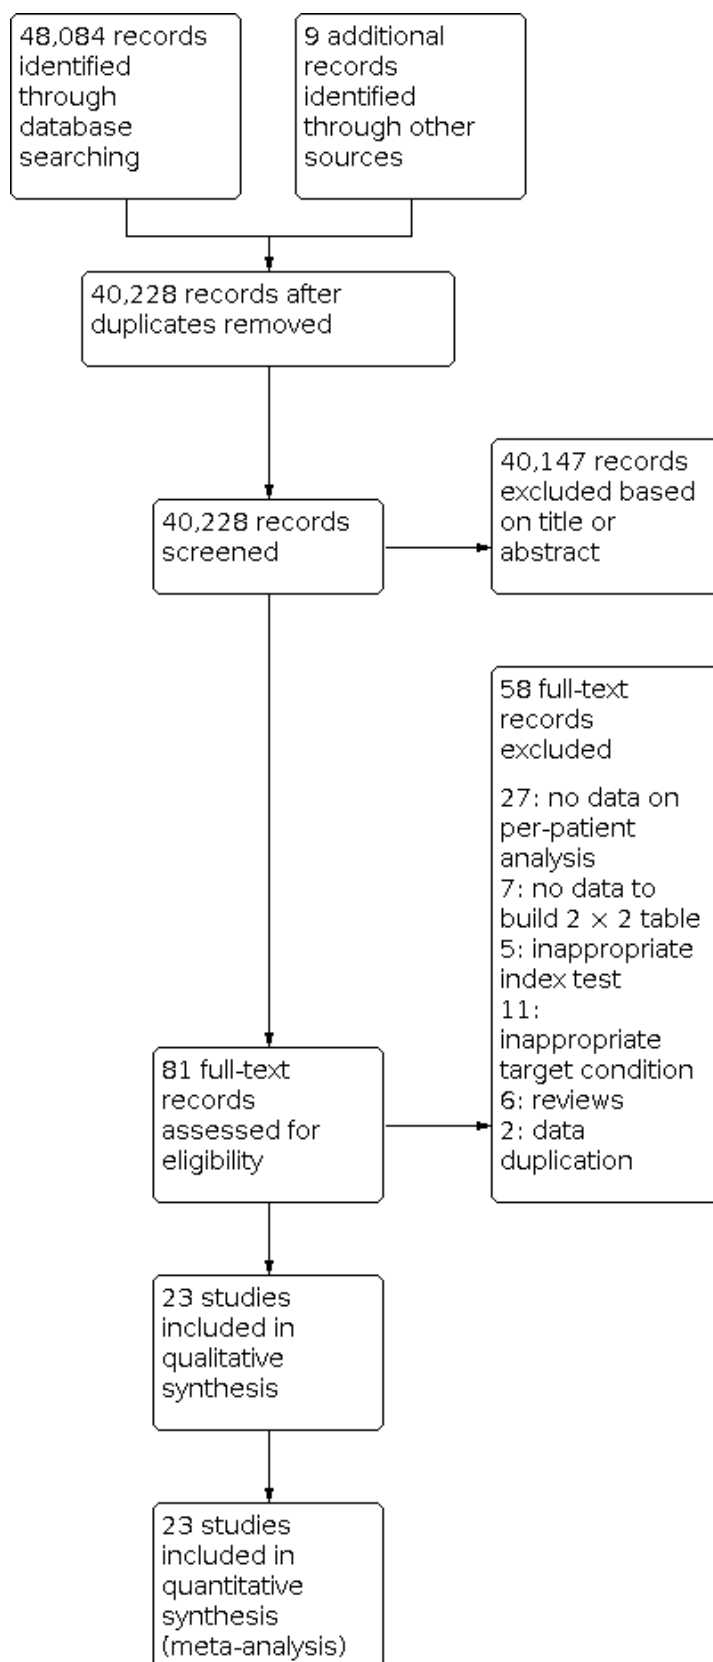 48,084 records
identified
through
database
searching
9 additional
records
identified
through other
sources
40,228 records after
duplicates removed
40,228 records
screened
40,147 records
excluded based
on title or
abstract
58 full-text
records
excluded
27: no data on
per-patient
analysis
7: no data to
build 2 × 2 table
5: inappropriate
index test
11:
inappropriate
target condition
6: reviews
2: data
duplication
81 full-text
records
assessed for
eligibility
23 studies
included in
qualitative
synthesis
23 studies
included in
quantitative
synthesis
(meta-analysis)